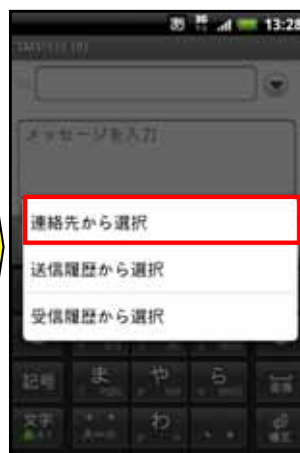 あ 13:28
メッセージを入力
連絡先から選択
送信履歴から選択
受信履歴から選択
記号 ま や ら
文字 わ